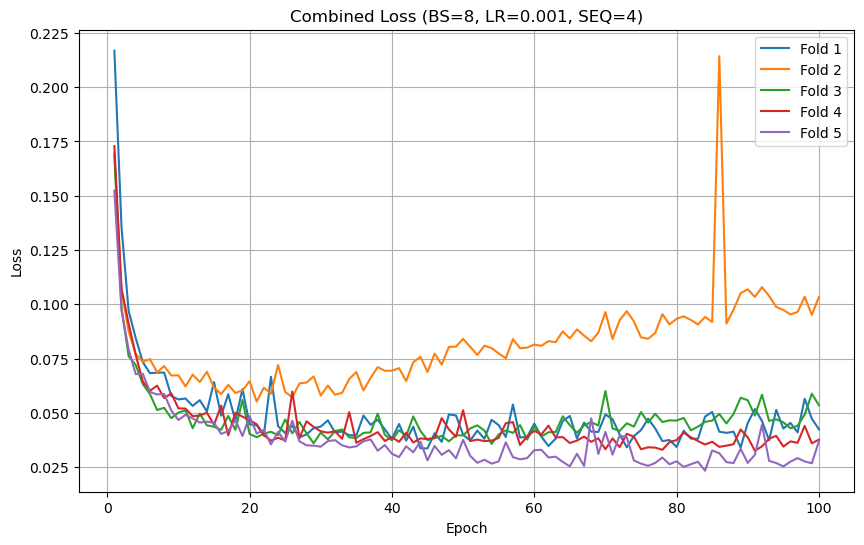 Combined Loss (BS=8, LR=0.001, SEQ=4)
Fold 1
Fold 2
Fold 3
Fold 4
Fold 5
Loss
0.225
0.200
0.175
0.150
0.125
0.100
0.075
0.050
0.025
0 20 40 60 80 100
Epoch